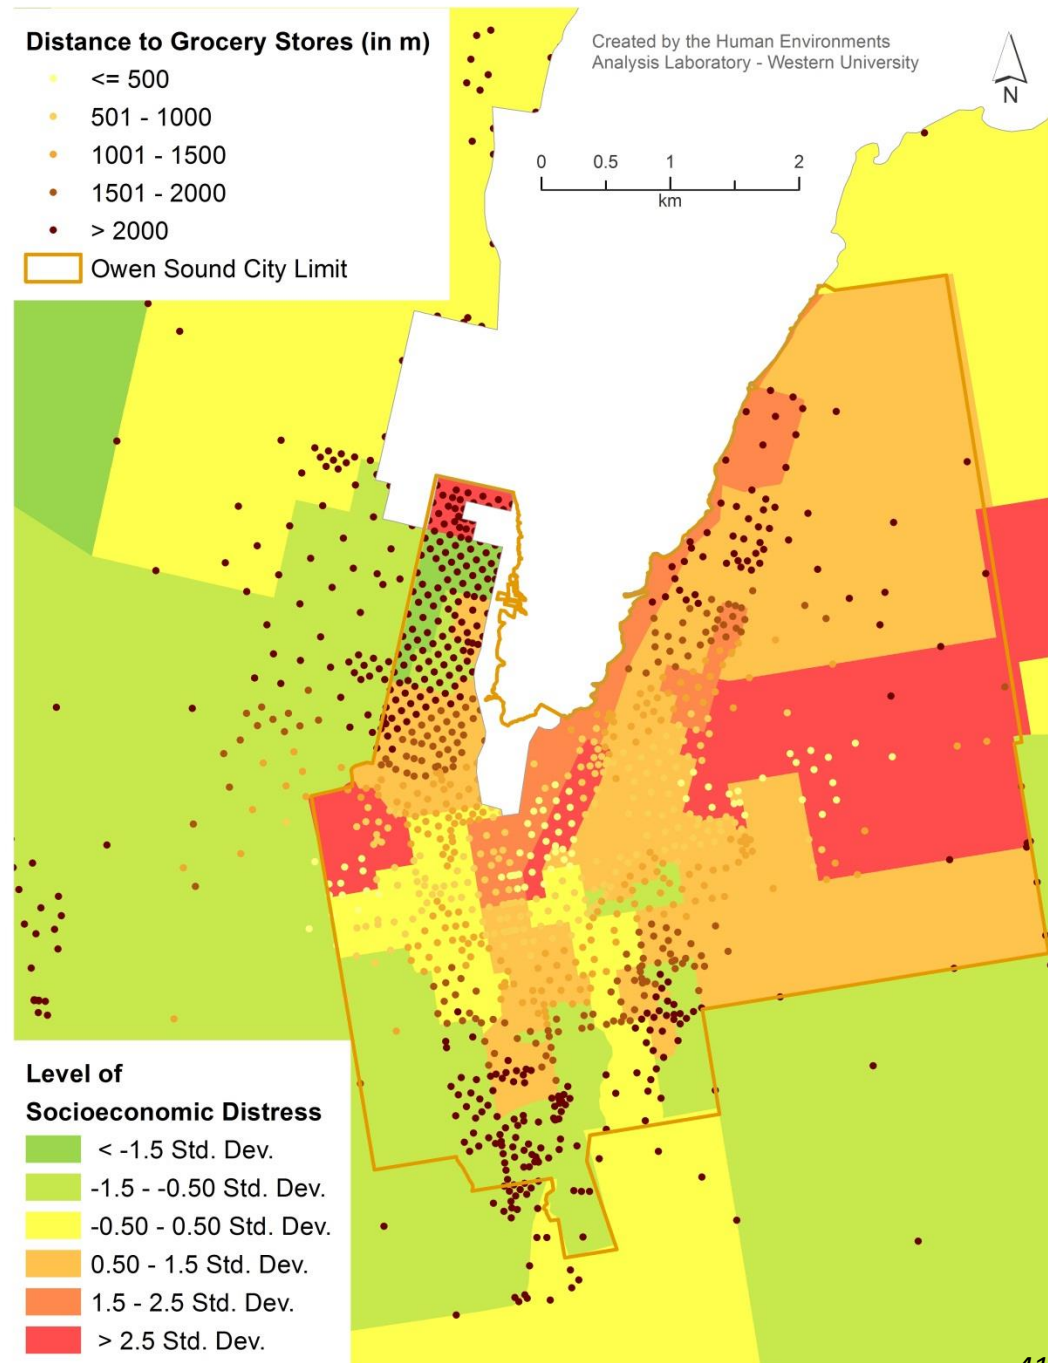 Distance to Grocery Stores (in m)
<= 500
501 - 1000
1001 - 1500
1501 - 2000
> 2000
Owen Sound City Limit
Created by the Human Environments
Analysis Laboratory - Western University
N
0 0.5 1 2
km
Level of
Socioeconomic Distress
< -1.5 Std. Dev.
-1.5 - -0.50 Std. Dev.
-0.50 - 0.50 Std. Dev.
0.50 - 1.5 Std. Dev.
1.5 - 2.5 Std. Dev.
> 2.5 Std. Dev.